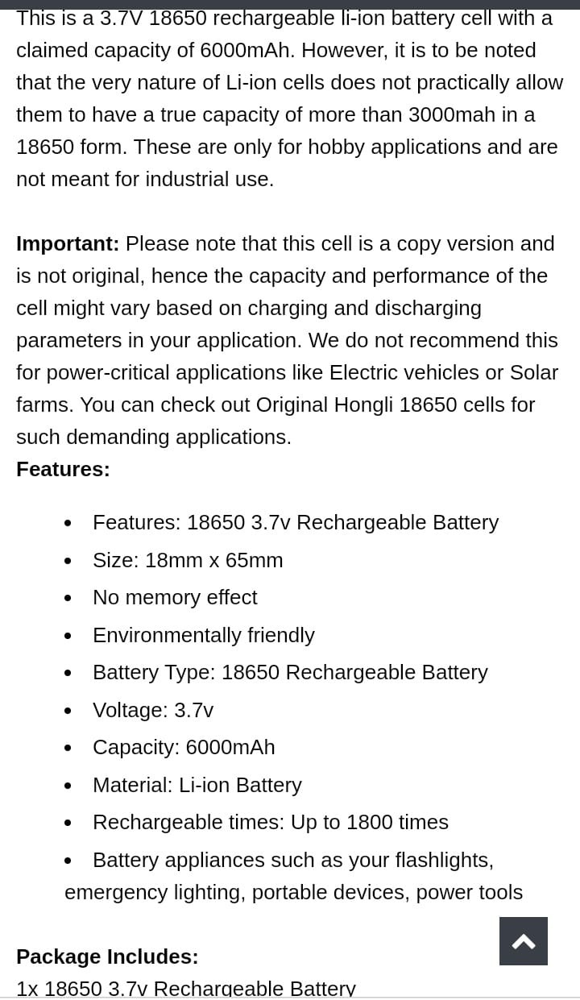 This is a 3.7V 18650 rechargeable li-ion battery cell with a
claimed capacity of 6000mAh. However, it is to be noted
that the very nature of Li-ion cells does not practically allow
them to have a true capacity of more than 3000mah in a
18650 form. These are only for hobby applications and are
not meant for industrial use.
Important: Please note that this cell is a copy version and
is not original, hence the capacity and performance of the
cell might vary based on charging and discharging
parameters in your application. We do not recommend this
for power-critical applications like Electric vehicles or Solar
farms. You can check out Original Hongli 18650 cells for
such demanding applications.
Features:
• Features: 18650 3.7v Rechargeable Battery
• Size: 18mm x 65mm
• No memory effect
• Environmentally friendly
• Battery Type: 18650 Rechargeable Battery
• Voltage: 3.7v
• Capacity: 6000mAh
• Material: Li-ion Battery
• Rechargeable times: Up to 1800 times
• Battery appliances such as your flashlights,
emergency lighting, portable devices, power tools
Package Includes:
1x 18650 3.7v Rechargeable Battery